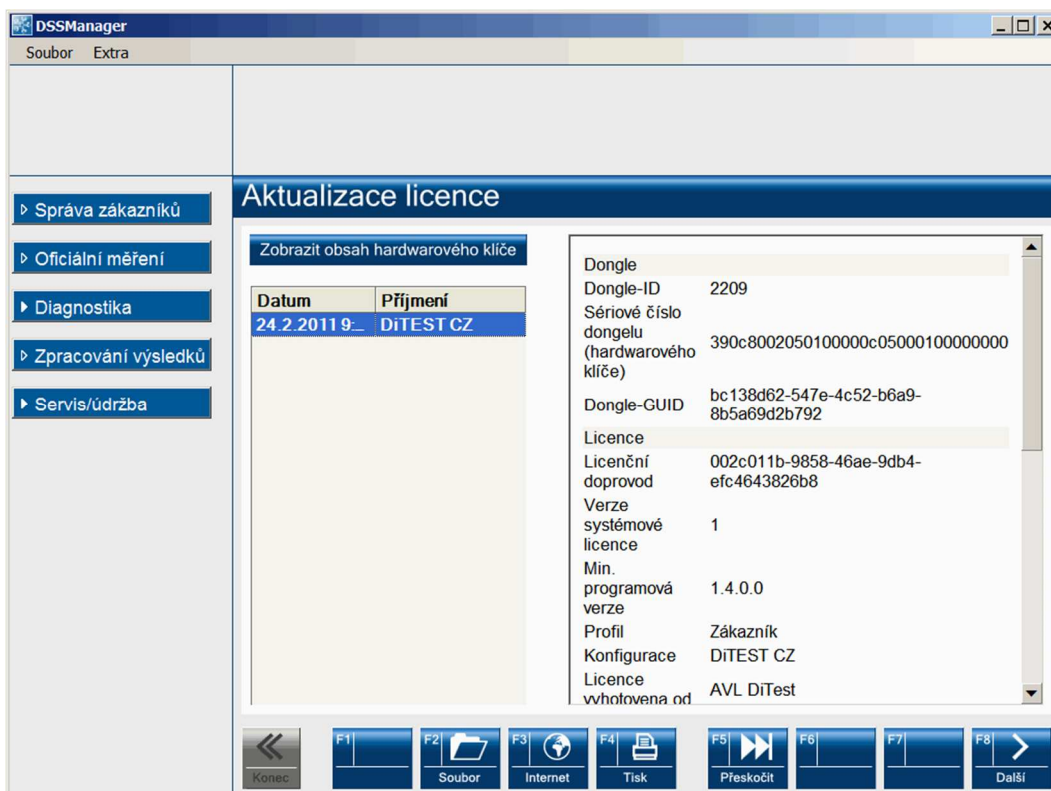 DSSManager
Soubor Extra
Správa zákazníků
Oficiální měření
Diagnostika
Zpracování výsledků
Servis/údržba
Aktualizace licence
Zobrazit obsah hardwarového klíče
Datum Příjmení
24.2.2011 9:... DiTEST CZ
Dongle
Dongle-ID 2209
Sériové číslo
dongelu
(hardwarového
klíče)
390c8002050100000c05000100000000
Dongle-GUID
bc138d62-547e-4c52-b6a9-
8b5a69d2b792
Licence
Licenční
doprovod
002c011b-9858-46ae-9db4-
efc4643826b8
Verze
systémové
licence
1
Min.
programová
verze
1.4.0.0
Profil Zákazník
Konfigurace DiTEST CZ
Licence
vyhotovena od
AVL DiTest
Konec
F1
F2 Soubor
F3 Internet
F4 Tisk
F5 Přeskočit
F6
F7
F8 Další